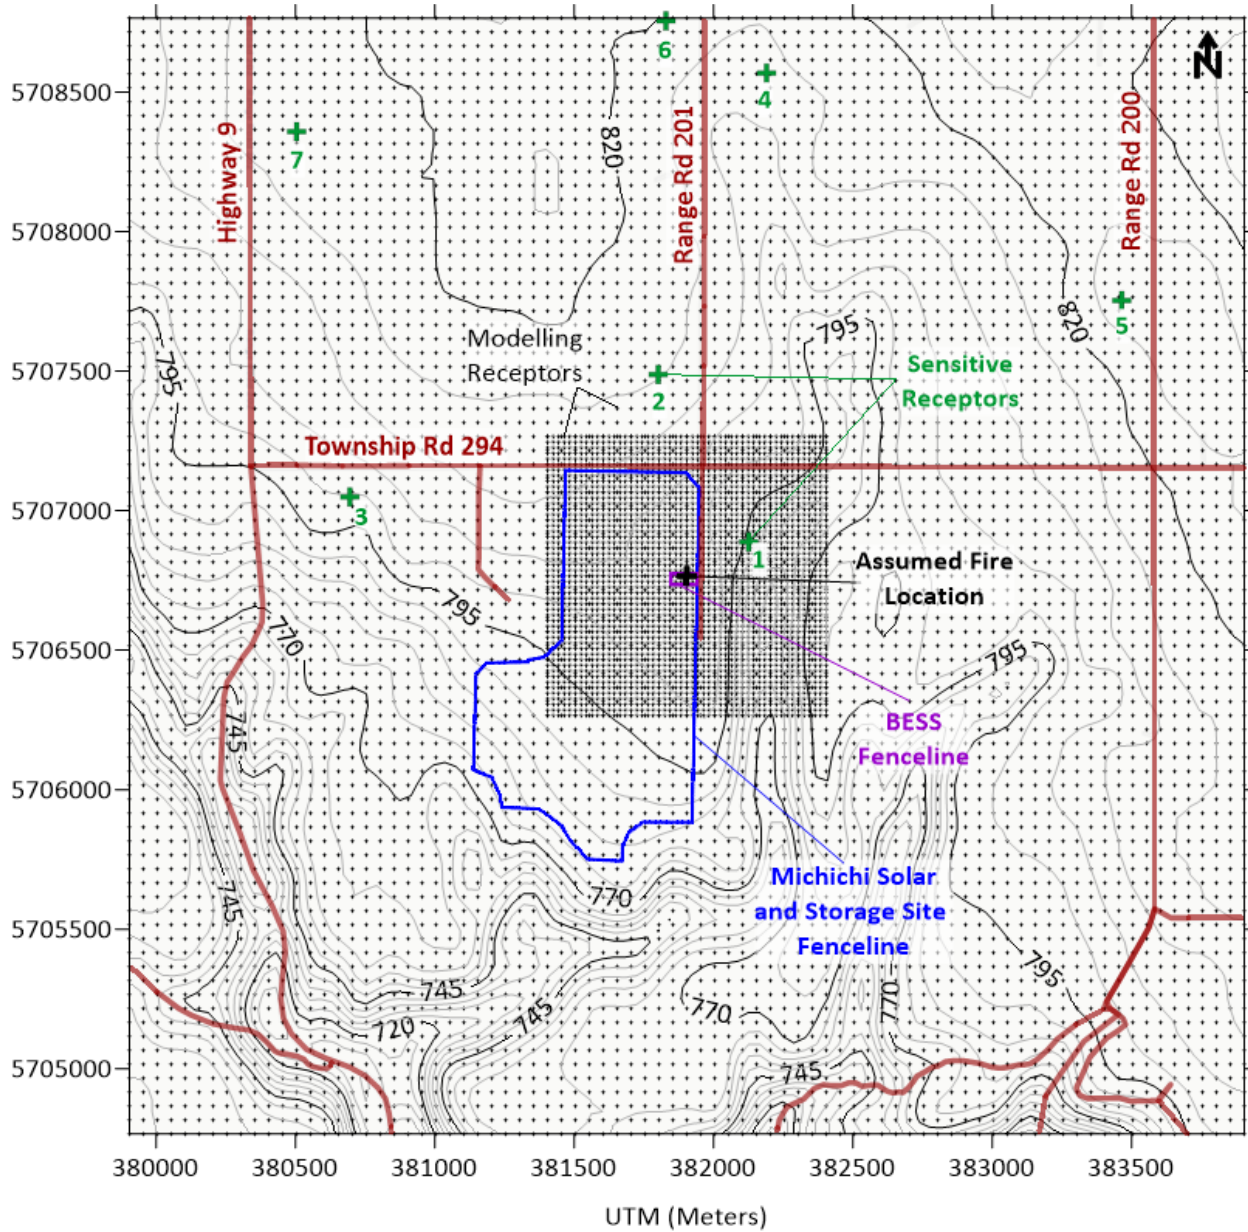 6
N
5708500
4
Highway 9
7
820
Range Rd 201
Range Rd 200
5708000
5
820
795
Modelling
Receptors
795
5707500
Sensitive
Receptors
2
Township Rd 294
5707000
3
1
Assumed Fire
Location
795
770
5706500
795
745
BESS
Fenceline
5706000
770
Michichi Solar
and Storage Site
Fenceline
745
5705500
795
745
745
770
770
720
5705000
745
380000 380500 381000 381500 382000 382500 383000 383500
UTM (Meters)